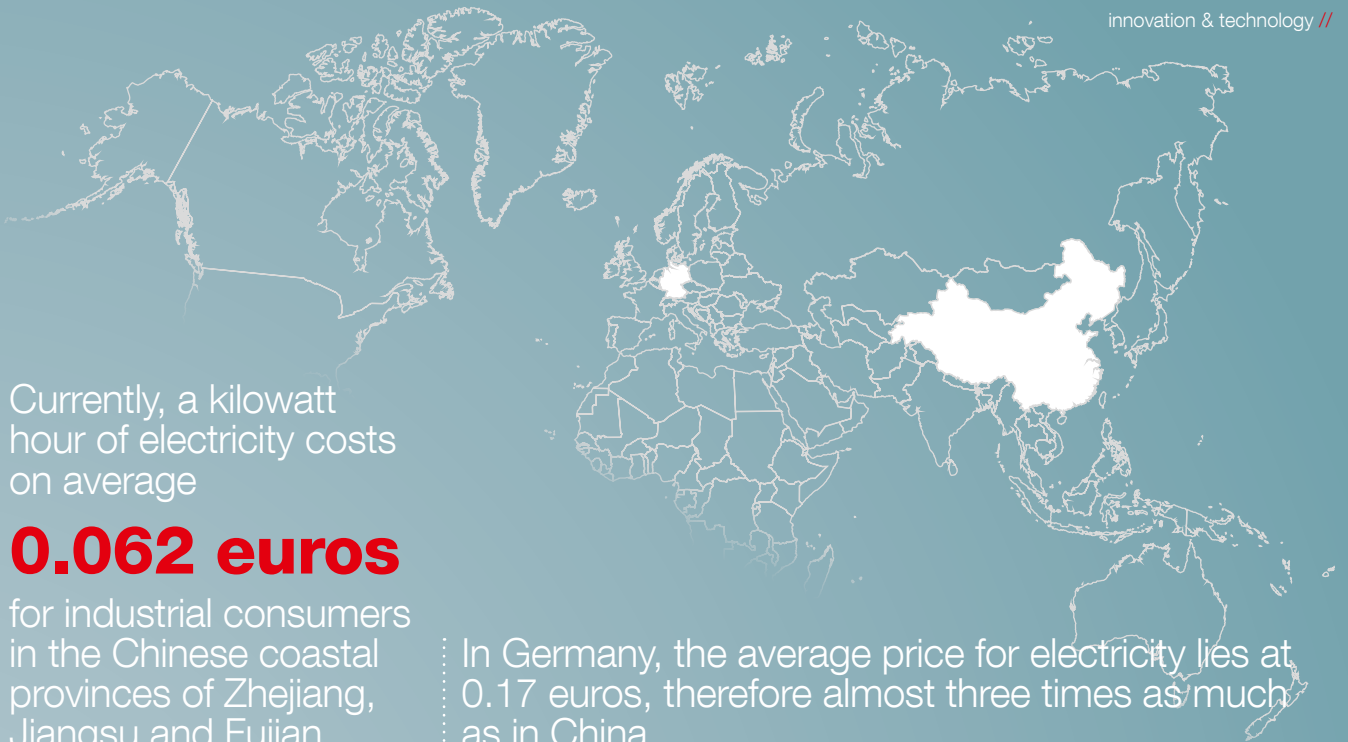 innovation & technology //
Currently, a kilowatt
hour of electricity costs
on average
0.062 euros
for industrial consumers
in the Chinese coastal
provinces of Zhejiang,
Jiangsu and Fujian
In Germany, the average price for electricity lies at
0.17 euros, therefore almost three times as much
as in China